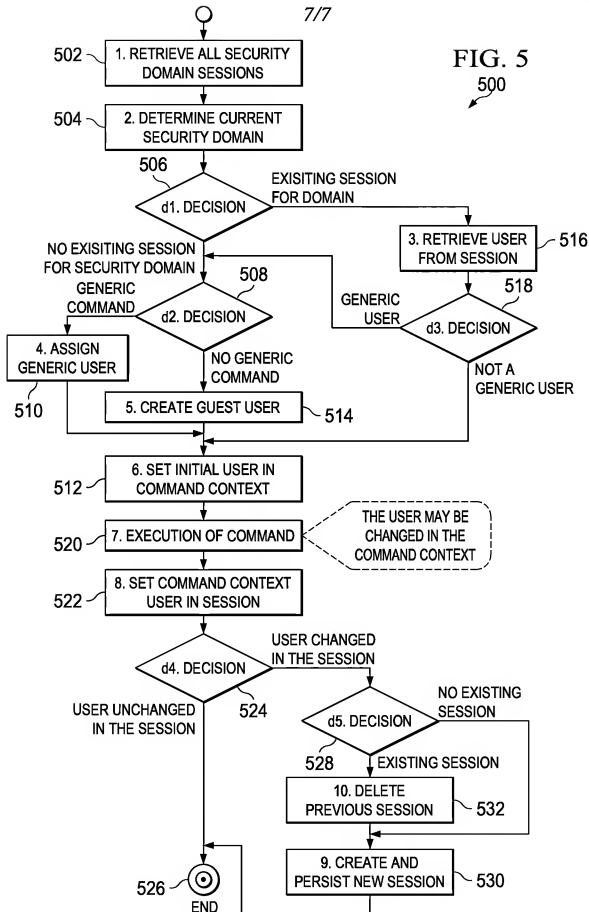 7/7
FIG. 5
500
502
1. RETRIEVE ALL SECURITY
DOMAIN SESSIONS
504
2. DETERMINE CURRENT
SECURITY DOMAIN
506
d1. DECISION
EXISITING SESSION
FOR DOMAIN
3. RETRIEVE USER
FROM SESSION
516
NO EXISITING SESSION
FOR SECURITY DOMAIN
508
518
GENERIC
COMMAND
d2. DECISION
GENERIC
USER
d3. DECISION
4. ASSIGN
GENERIC USER
510
NO GENERIC
COMMAND
NOT A
GENERIC USER
5. CREATE GUEST USER
514
512
6. SET INITIAL USER IN
COMMAND CONTEXT
520
7. EXECUTION OF COMMAND
THE USER MAY BE
CHANGED IN THE
COMMAND CONTEXT
522
8. SET COMMAND CONTEXT
USER IN SESSION
d4. DECISION
524
USER CHANGED
IN THE SESSION
USER UNCHANGED
IN THE SESSION
d5. DECISION
528
NO EXISTING
SESSION
EXISTING SESSION
10. DELETE
PREVIOUS SESSION
532
9. CREATE AND
PERSIST NEW SESSION
530
526
END